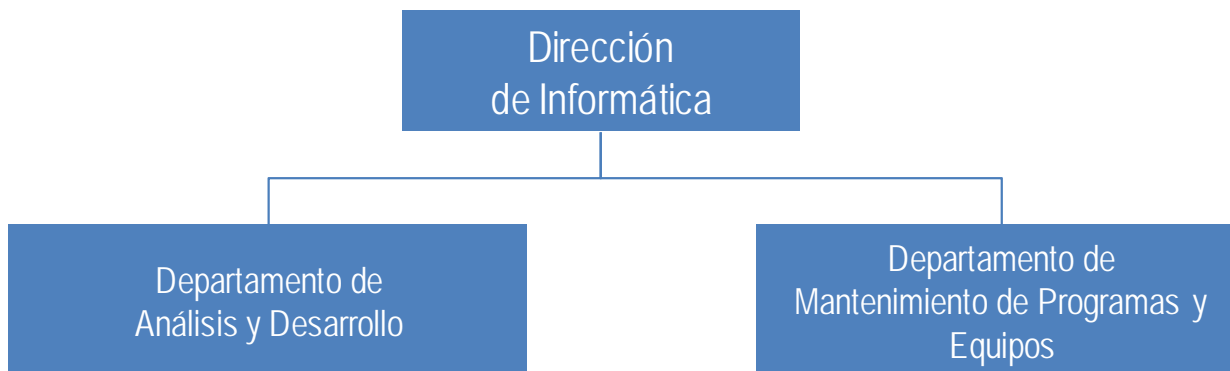 Dirección
de Informática
Departamento de
Análisis y Desarrollo
Departamento de
Mantenimiento de Programas y
Equipos